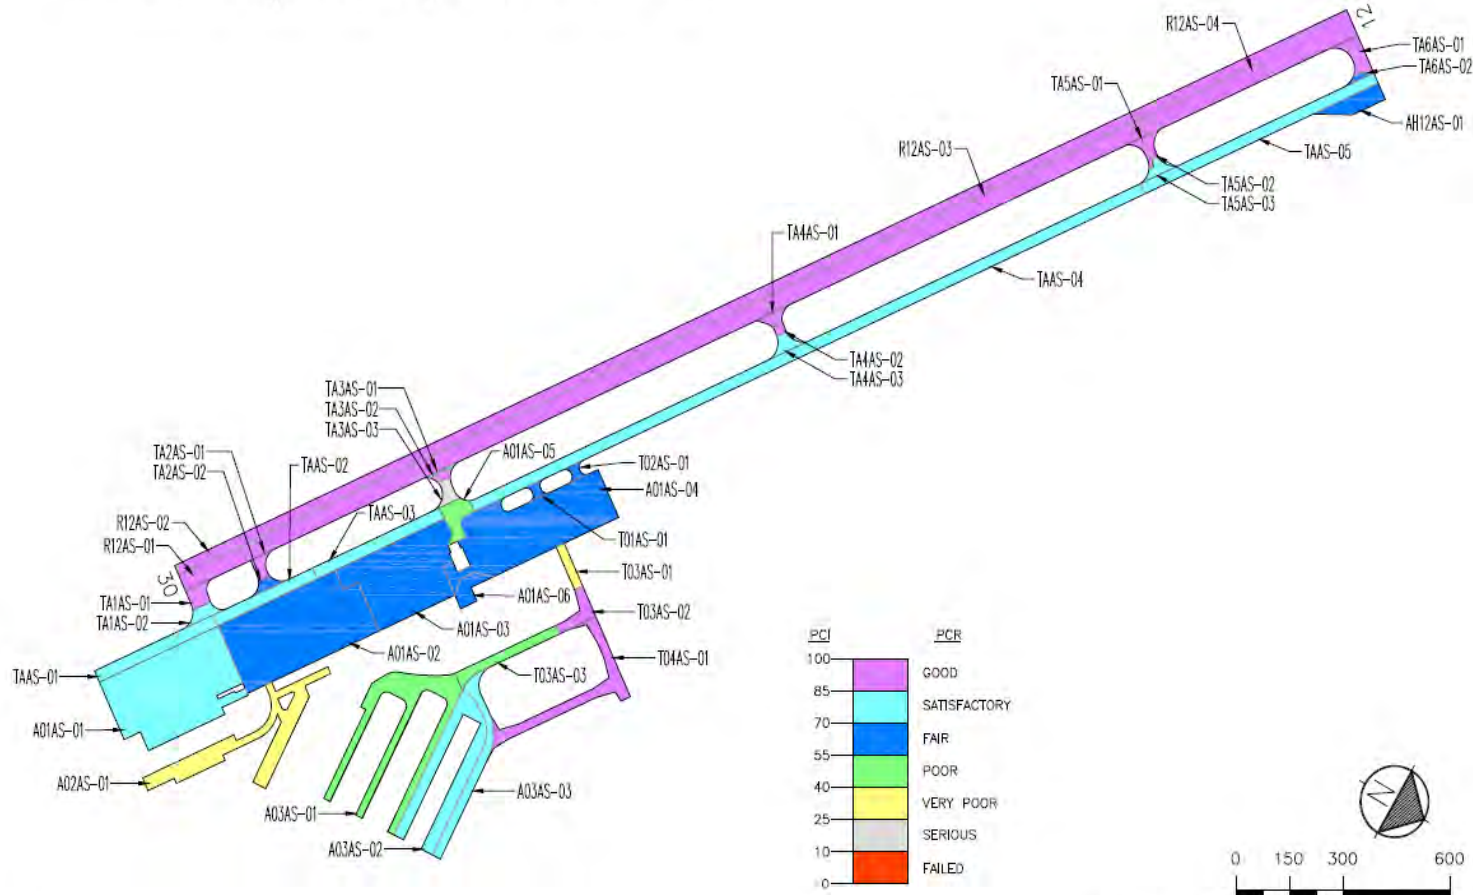 R12AS-04
12
TA6AS-01
TA6AS-02
TA5AS-01
AH12AS-01
R12AS-03
TAAS-05
TA5AS-02
TA5AS-03
TA4AS-01
TAAS-04
TA4AS-02
TA4AS-03
TA3AS-01
TA3AS-02
TA3AS-03
TA2AS-01
TA2AS-02
TAAS-02
A01AS-05
T02AS-01
A01AS-04
R12AS-02
R12AS-01
TAAS-03
T01AS-01
30
T03AS-01
TA1AS-01
TA1AS-02
A01AS-06
T03AS-02
A01AS-03
A01AS-02
T04AS-01
TAAS-01
T03AS-03
A01AS-01
A02AS-01
A03AS-01
A03AS-03
A03AS-02
PCI PCR
100
GOOD
85
SATISFACTORY
70
FAIR
55
POOR
40
VERY POOR
25
SERIOUS
10
FAILED
0
N
0 150 300 600